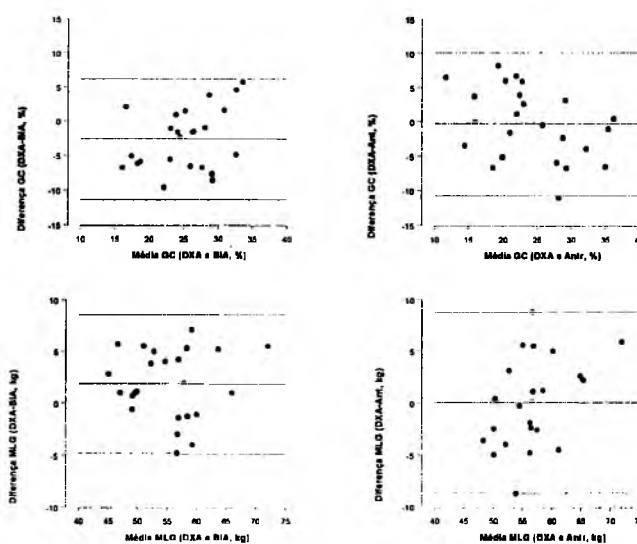 15
10
5
0
-5
-10
-15
10 15 20 25 30 35 40
Média GC (DXA e BIA, %)
Diferença GC (DXA-BIA, %)
15
10
5
0
-5
-10
-15
10 15 20 25 30 35 40
Média GC (DXA e Antr, %)
Diferença GC (DXA-Ant, %)
10
5
0
-5
-10
40 45 50 55 60 65 70 75
Média MLG (DXA e BIA, kg)
Diferença MLG (DXA-BIA, kg)
10
5
0
-5
-10
40 45 50 55 60 65 70
Média MLG (DXA e Antr, kg)
Diferença MLG (DXA-Ant, kg)